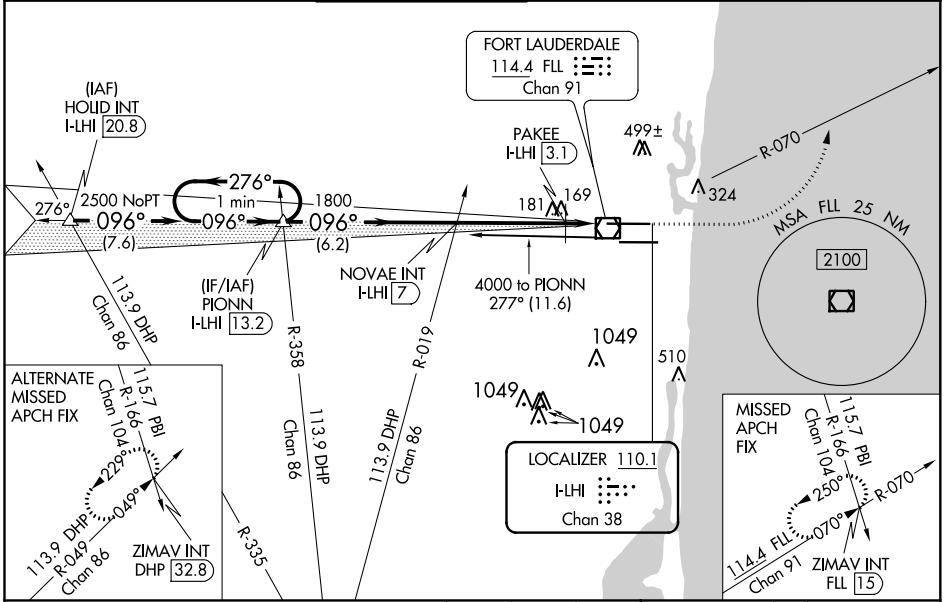 FORT LAUDERDALE
114.4 FLL
Chan 91
(IAF)
HOLID INT
I-LHI 20.8
PAKEE
I-LHI 3.1
499±
R-070
324
276°
2500 NoPT
096°
(7.6)
276°
1 min
096°
1800
096°
(6.2)
181
169
MSA FLL 25 NM
2100
(IF/IAF)
PIONN
I-LHI 13.2
NOVAE INT
I-LHI 7
4000 to PIONN
277° (11.6)
113.9 DHP
Chan 86
R-358
113.9 DHP
Chan 86
R-019
113.9 DHP
Chan 86
1049
1049
1049
510
LOCALIZER 110.1
I-LHI
Chan 38
ALTERNATE
MISSED
APCH FIX
115.7 PBI
R-166
Chan 104
229°
049°
113.9 DHP
R-049
Chan 86
ZIMAV INT
DHP 32.8
R-335
MISSED
APCH
FIX
115.7 PBI
R-166
Chan 104
250°
R-070
070°
114.4 FLL
Chan 91
ZIMAV INT
FLL 15